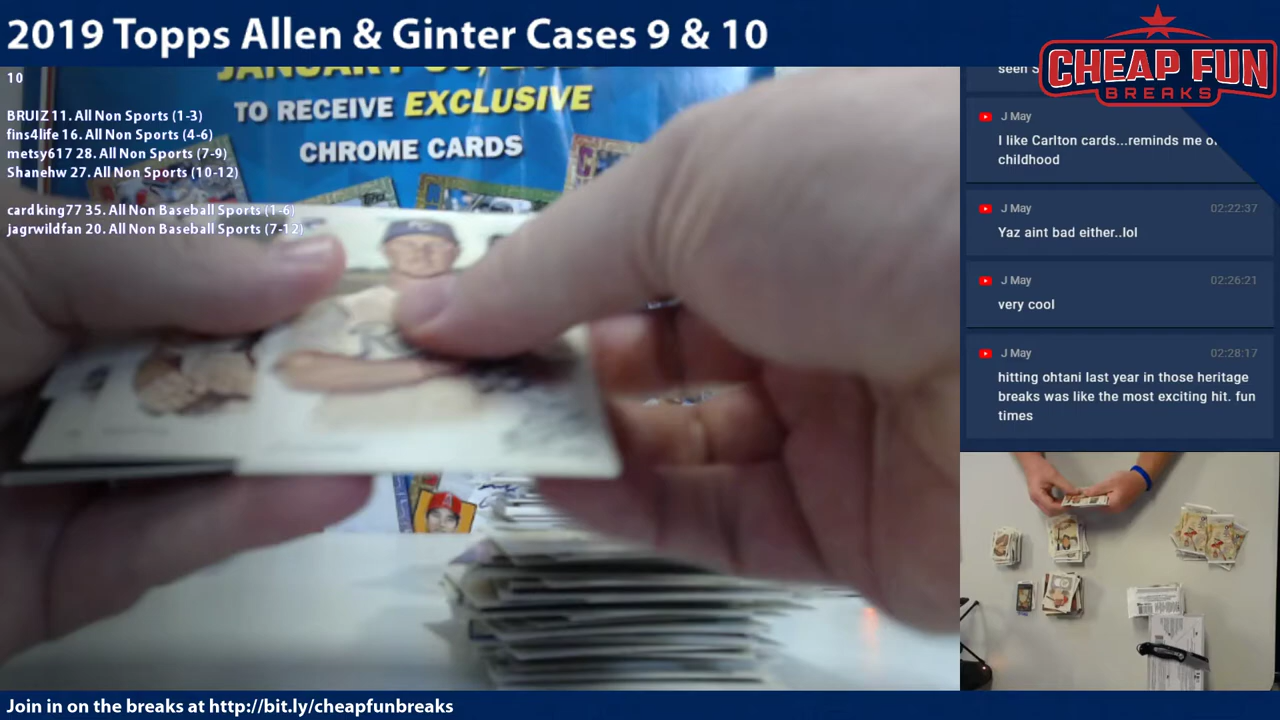 2019 Topps Allen & Ginter Cases 9 & 10
CHEAP FUN
BREAKS
10
BRUIZ 11. All Non Sports (1-3)
fins4life 16. All Non Sports (4-6)
metsy617 28. All Non Sports (7-9)
Shanehw 27. All Non Sports (10-12)
cardking77 35. All Non Baseball Sports (1-6)
jagrwildfan 20. All Non Baseball Sports (7-12)
TO RECEIVE EXCLUSIVE
CHROME CARDS
seen
J May
I like Carlton cards...reminds me
childhood
J May 02:22:37
Yaz aint bad either..lol
J May 02:26:21
very cool
J May 02:28:17
hitting ohtani last year in those heritage
breaks was like the most exciting hit. fun
times
Join in on the breaks at http://bit.ly/cheapfunbreaks